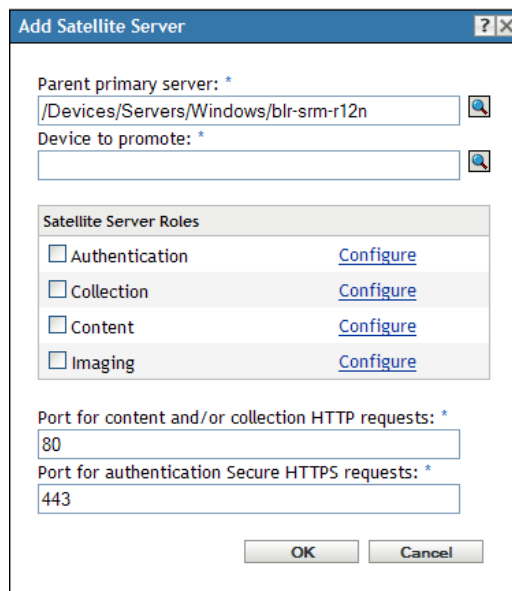 Add Satellite Server ?
Parent primary server: *
/Devices/Servers/Windows/blr-srm-r12n
Device to promote: *
Satellite Server Roles
Authentication Configure
Collection Configure
Content Configure
Imaging Configure
Port for content and/or collection HTTP requests: *
80
Port for authentication Secure HTTPS requests: *
443
OK Cancel